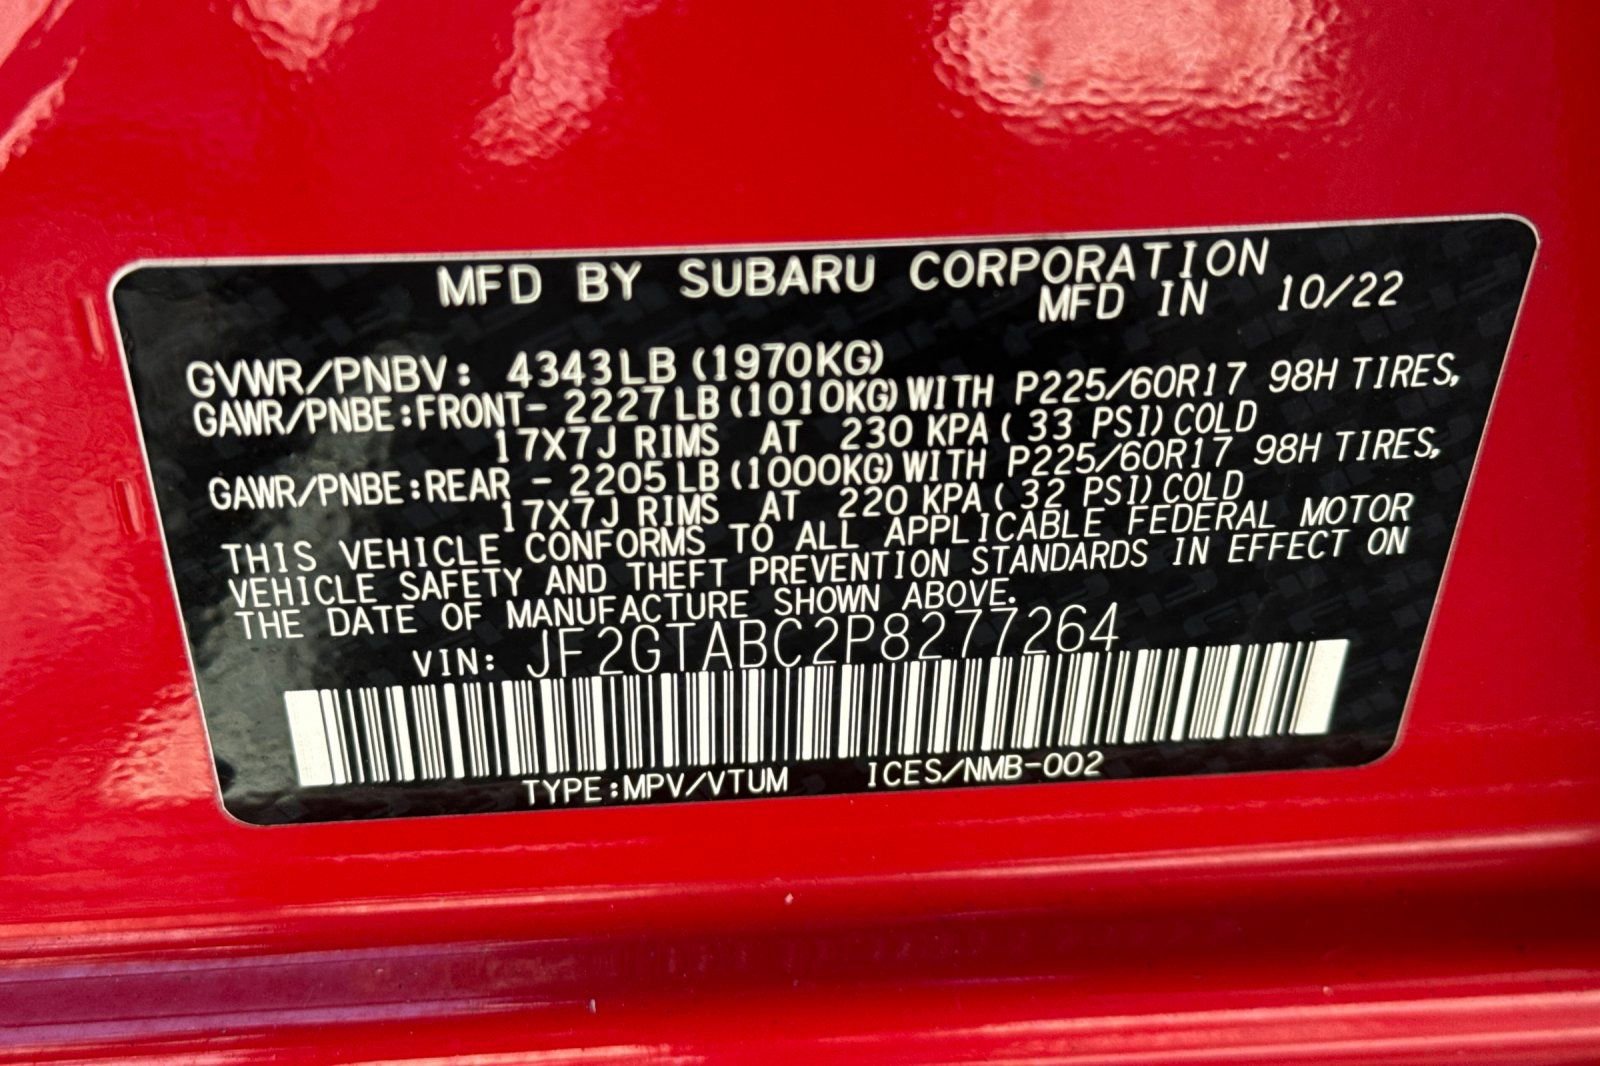 MFD BY SUBARU CORPORATION
MFD IN 10/22
GVWR/PNBV: 4343LB (1970KG)
GAWR/PNBE:FRONT- 2227LB (1010KG) WITH P225/60R17 98H TIRES,
17X7J RIMS AT 230 KPA ( 33 PSI) COLD
GAWR/PNBE:REAR - 2205LB (1000KG) WITH P225/60R17 98H TIRES,
17X7J RIMS AT 220 KPA ( 32 PSI) COLD
THIS VEHICLE CONFORMS TO ALL APPLICABLE FEDERAL MOTOR
VEHICLE SAFETY AND THEFT PREVENTION STANDARDS IN EFFECT ON
THE DATE OF MANUFACTURE SHOWN ABOVE.
VIN: JF2GTABC2P8277264
TYPE:MPV/VTUM ICES/NMB-002